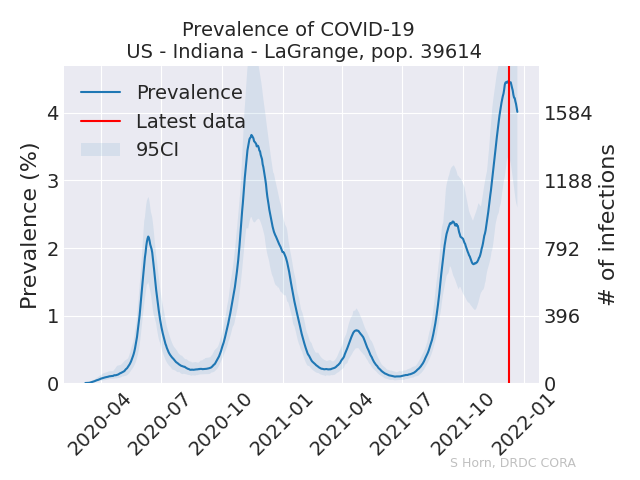 Prevalence of COVID-19
US - Indiana - LaGrange, pop. 39614
Prevalence
Latest data
95CI
4
3
2
1
0
Prevalence (%)
1584
1188
792
396
0
# of infections
2020-04
2020-07
2020-10
2021-01
2021-04
2021-07
2021-10
2022-01
S Horn, DRDC CORA